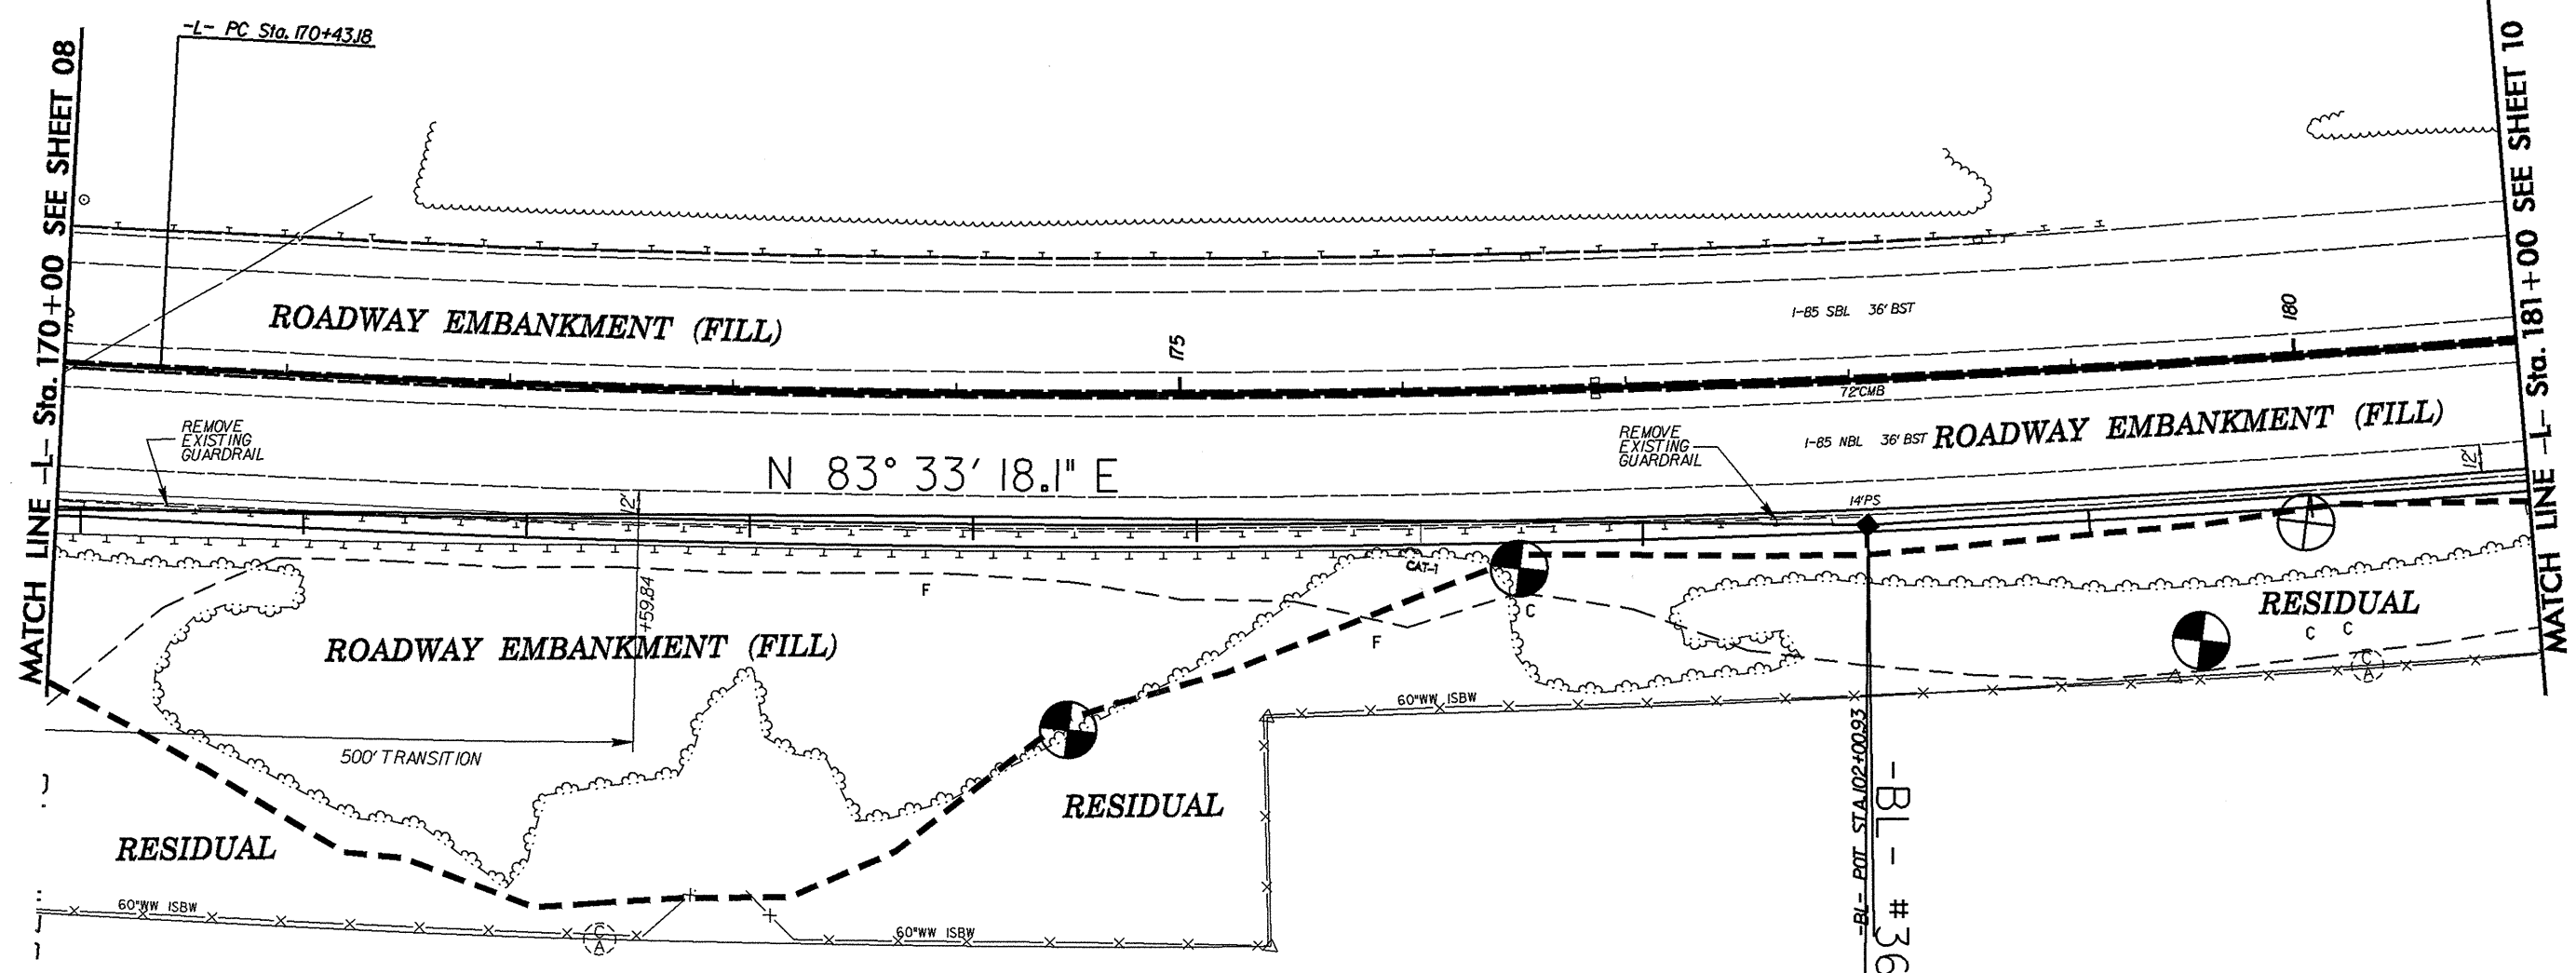 -L- PC Sta. 170+43.18
MATCH LINE -L- Sta. 170+00 SEE SHEET 08
MATCH LINE -L- Sta. 181+00 SEE SHEET 10
ROADWAY EMBANKMENT (FILL)
175
I-85 SBL 36' BST
180
72"CMB
REMOVE
EXISTING
GUARDRAIL
N 83° 33' 18.1" E
REMOVE
EXISTING
GUARDRAIL
I-85 NBL 36' BST
ROADWAY EMBANKMENT (FILL)
12'
12'
14'PS
F
CAT-1
C
F
+59.84
ROADWAY EMBANKMENT (FILL)
RESIDUAL
C C
C
A
500' TRANSITION
60"WW ISBW
RESIDUAL
RESIDUAL
-BL- POT STA.102+00.93
-BL- #36
60"WW ISBW
C
A
60"WW ISBW